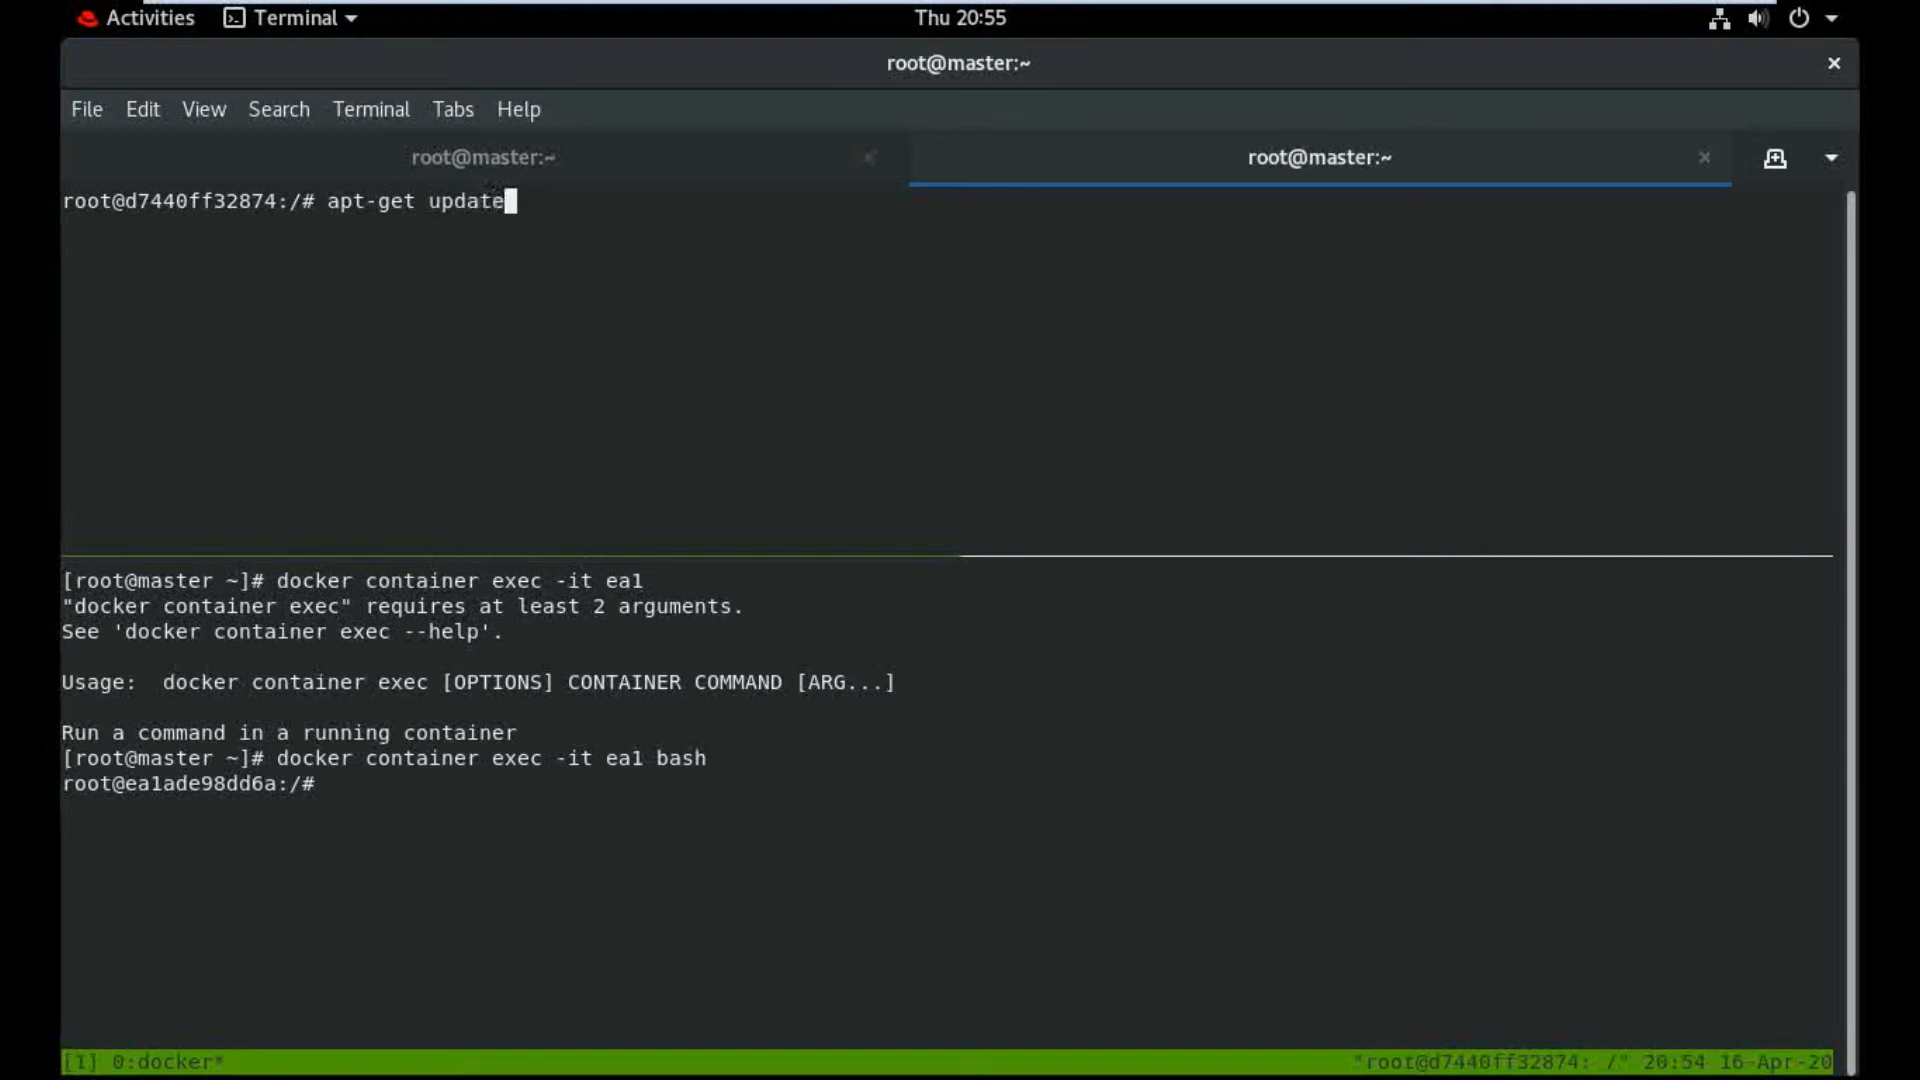 Activities Terminal Thu 20:55
root@master:~
File Edit View Search Terminal Tabs Help
root@master:~ root@master:~
root@d7440ff32874:/# apt-get update
[root@master ~]# docker container exec -it ea1
"docker container exec" requires at least 2 arguments.
See 'docker container exec --help'.
Usage:  docker container exec [OPTIONS] CONTAINER COMMAND [ARG...]
Run a command in a running container
[root@master ~]# docker container exec -it ea1 bash
root@ea1ade98dd6a:/#
[1] 0:docker* "root@d7440ff32874: /" 20:54 16-Apr-20